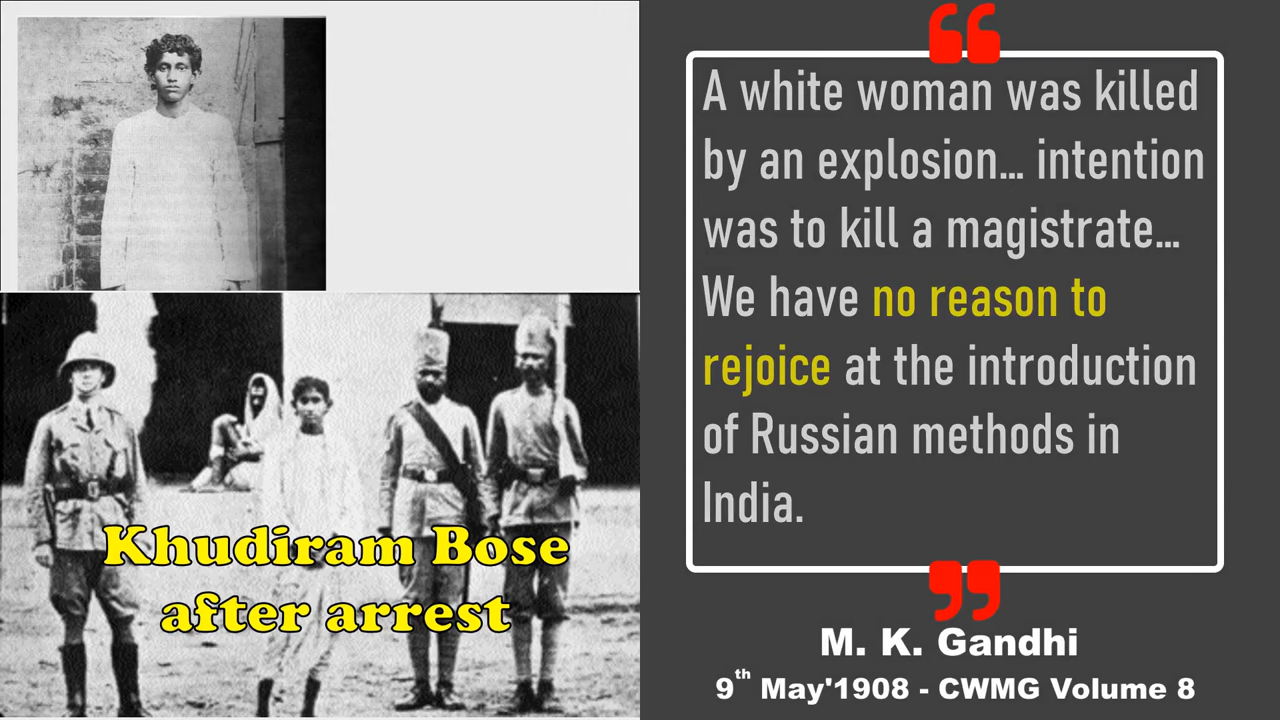 Khudiram Bose
after arrest
“
A white woman was killed
by an explosion... intention
was to kill a magistrate...
We have no reason to
rejoice at the introduction
of Russian methods in
India.
”
M. K. Gandhi
9th May'1908 - CWMG Volume 8